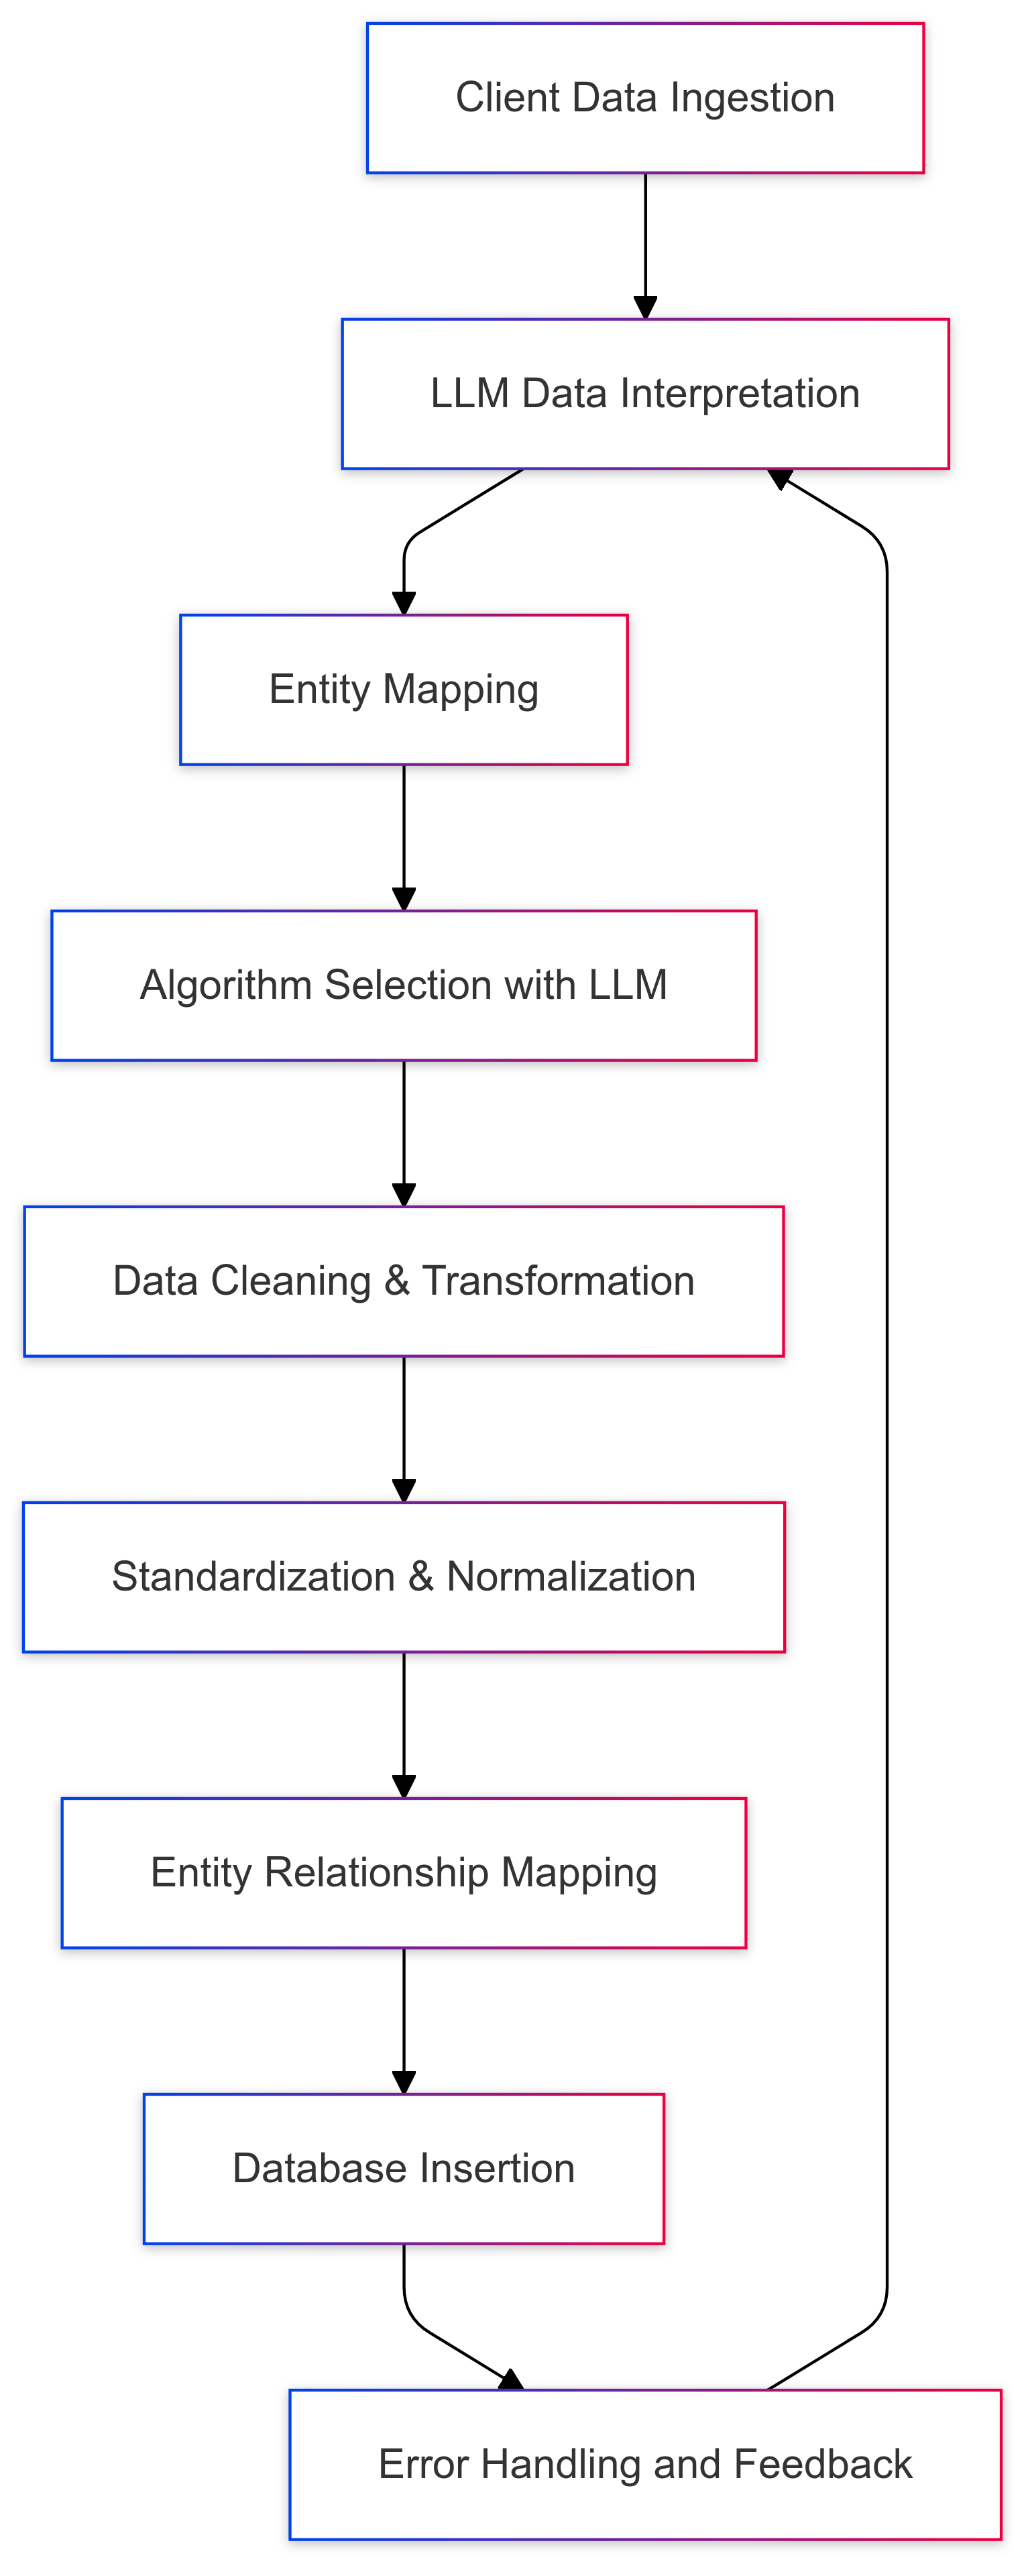 Client Data Ingestion
LLM Data Interpretation
Entity Mapping
Algorithm Selection with LLM
Data Cleaning & Transformation
Standardization & Normalization
Entity Relationship Mapping
Database Insertion
Error Handling and Feedback